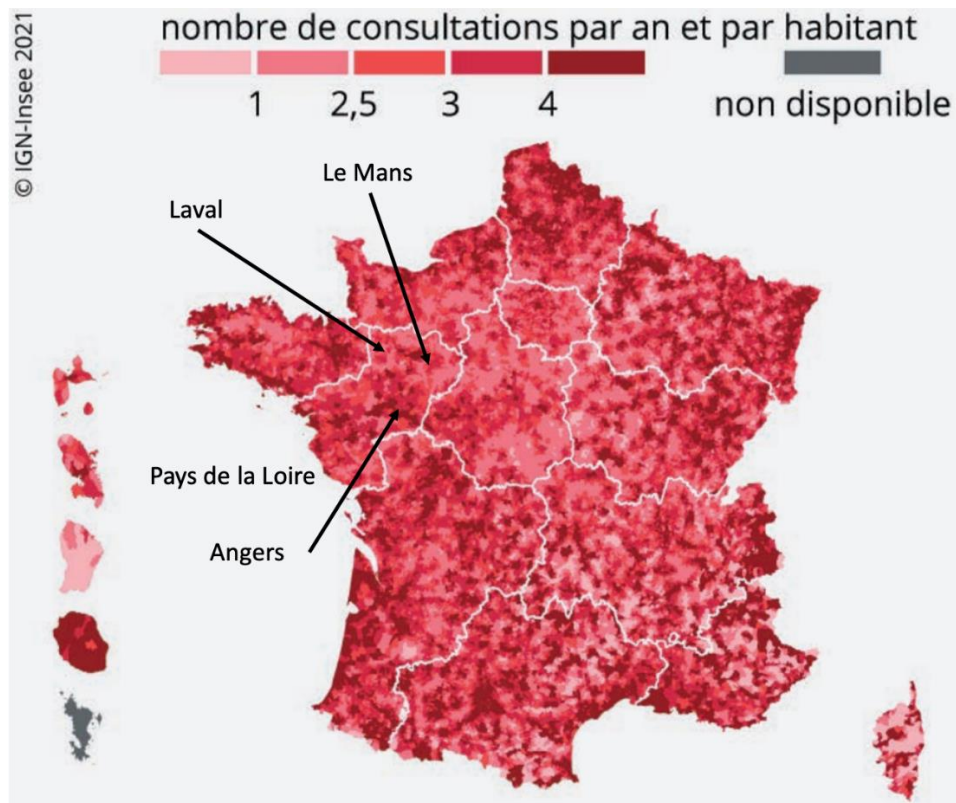 © IGN-Insee 2021
nombre de consultations par an et par habitant
1 2,5 3 4 non disponible
Le Mans
Laval
Pays de la Loire
Angers